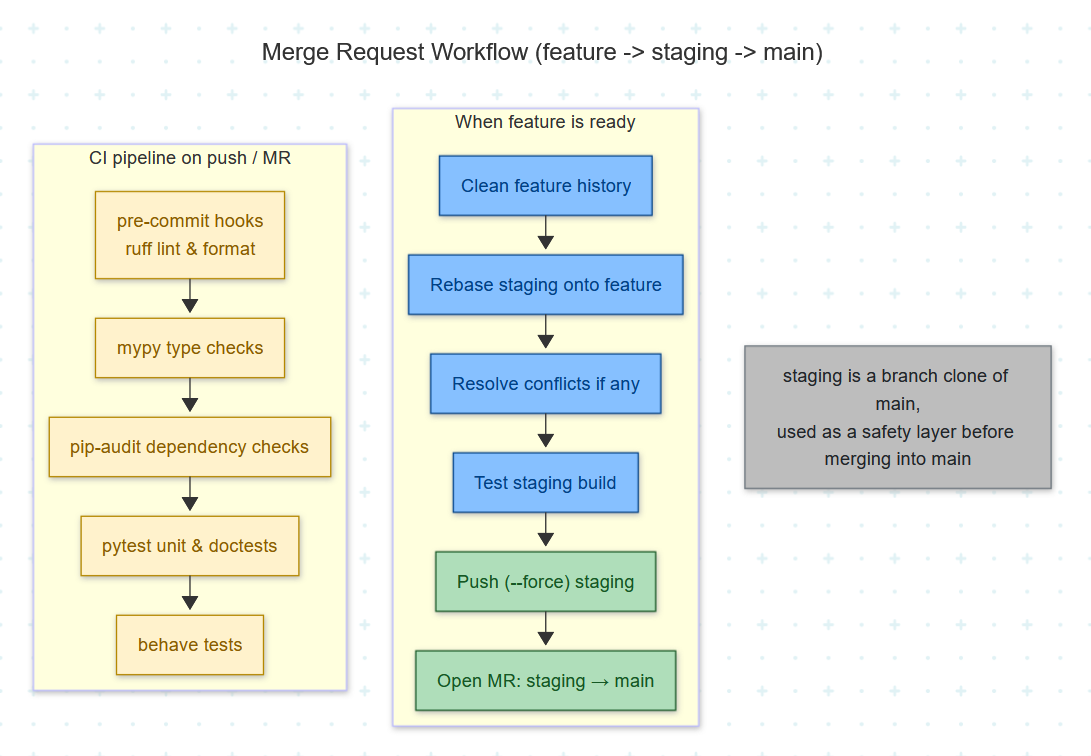 Merge Request Workflow (feature -> staging -> main)
CI pipeline on push / MR
pre-commit hooks
ruff lint & format
mypy type checks
pip-audit dependency checks
pytest unit & doctests
behave tests
When feature is ready
Clean feature history
Rebase staging onto feature
Resolve conflicts if any
Test staging build
Push (--force) staging
Open MR: staging → main
staging is a branch clone of
main,
used as a safety layer before
merging into main